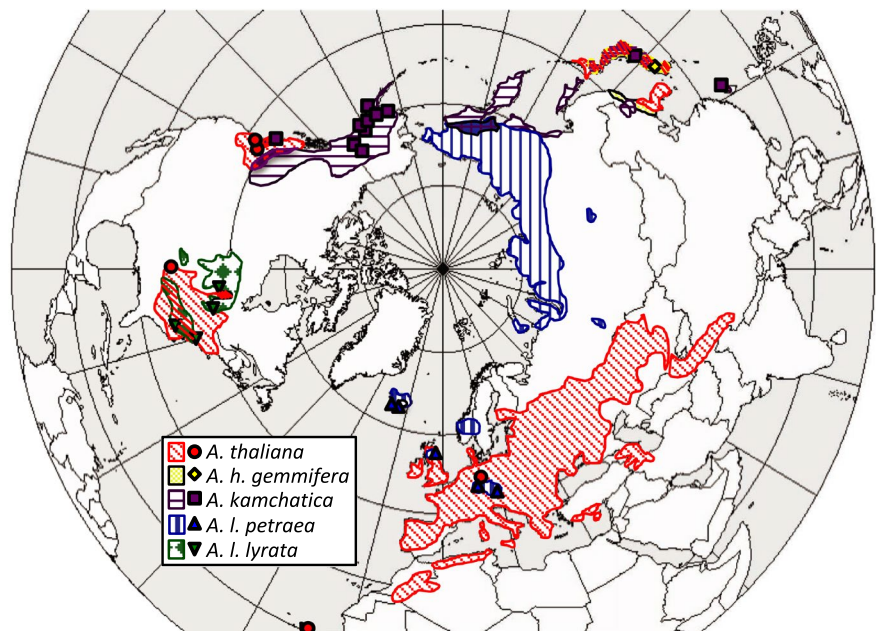 A. thaliana
A. h. gemmifera
A. kamchatica
A. l. petraea
A. l. lyrata